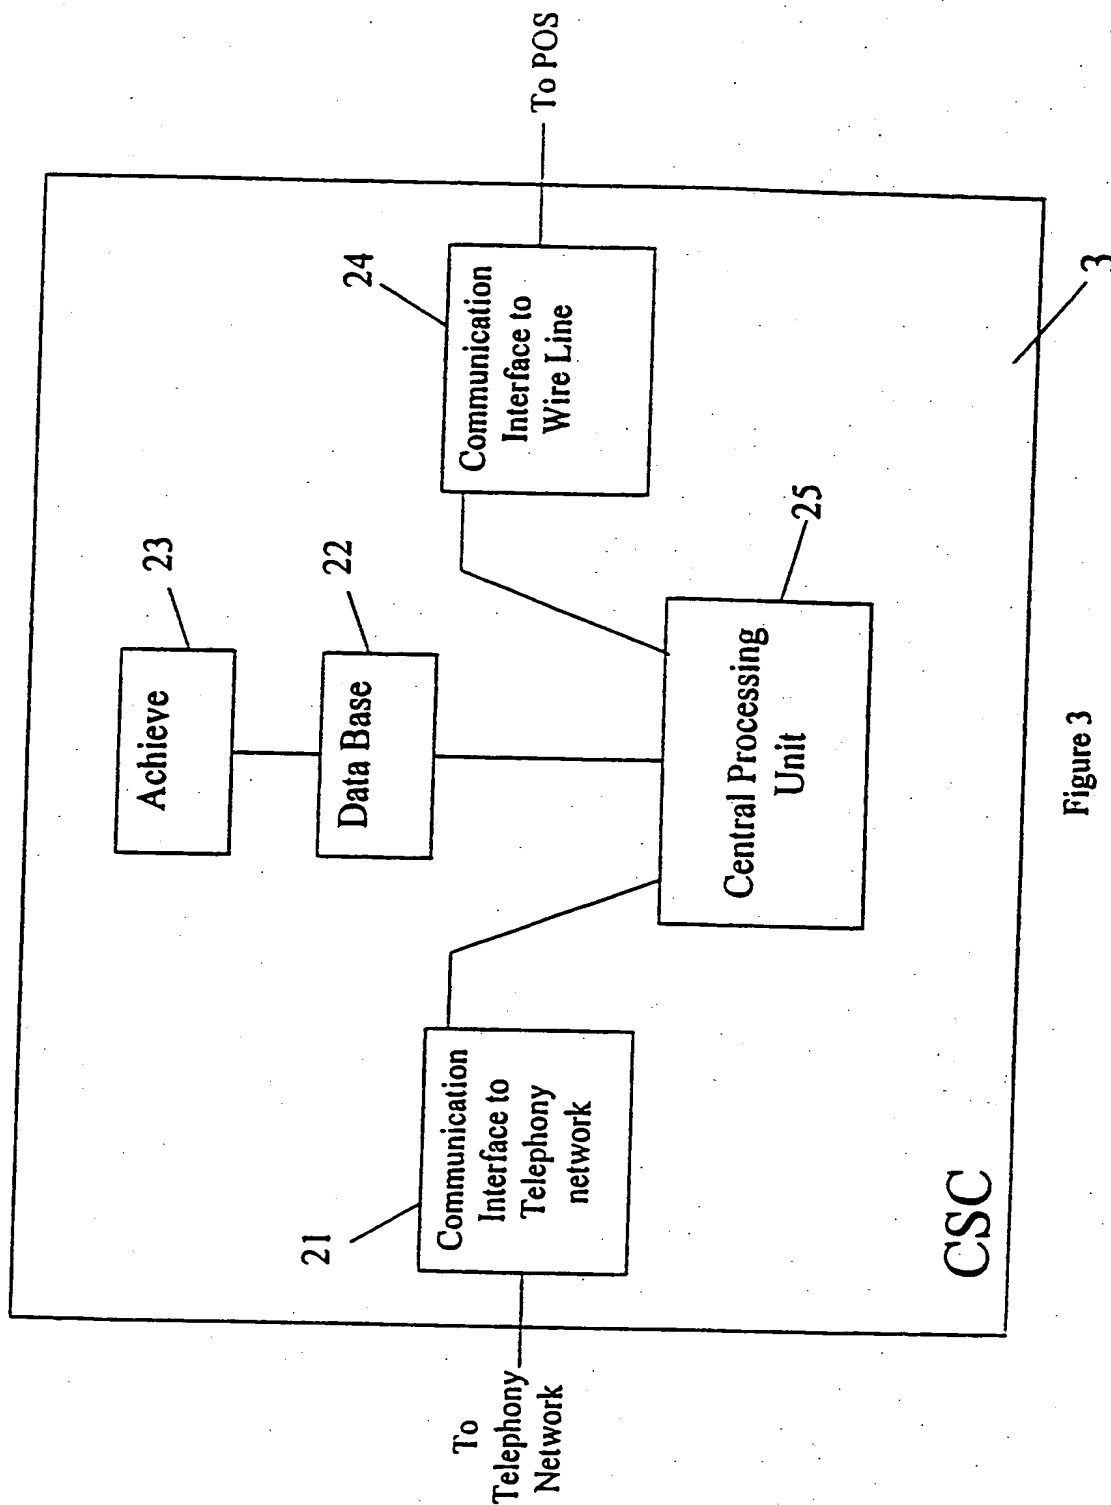 23
Achieve
22
Data Base
21
Communication
Interface to
Telephony
network
24
Communication
Interface to
Wire Line
To
Telephony
Network
To POS
25
Central Processing
Unit
CSC
3
Figure 3